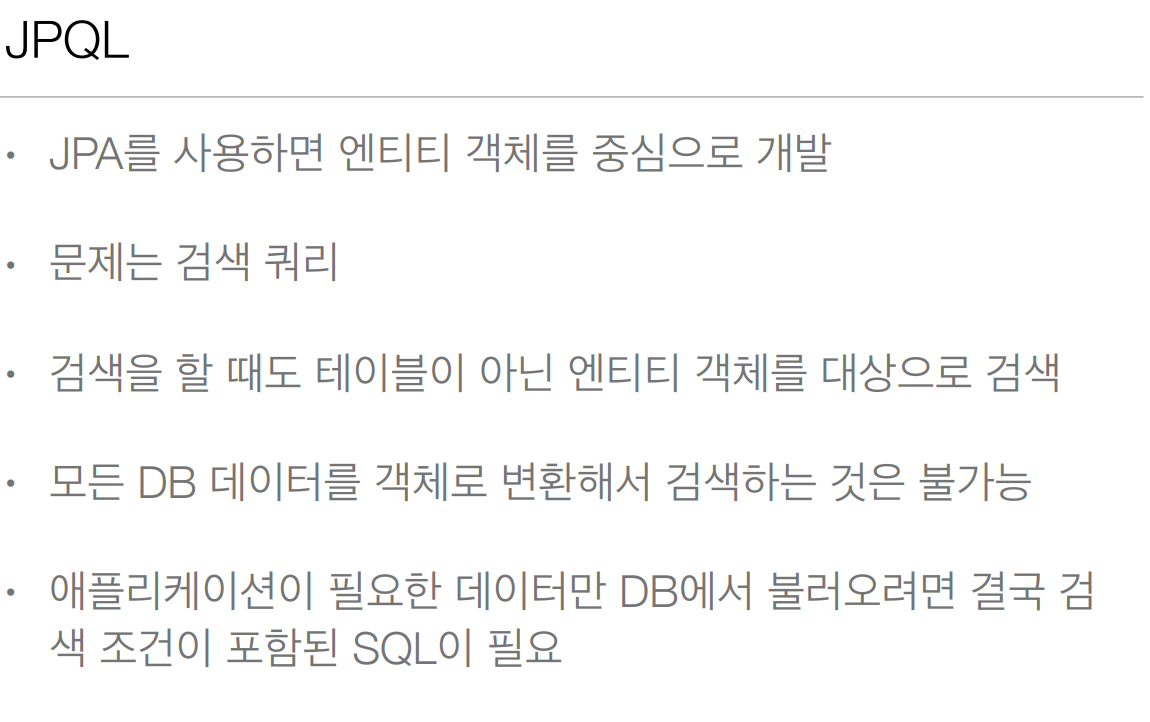 JPQL
• JPA를 사용하면 엔티티 객체를 중심으로 개발
• 문제는 검색 쿼리
• 검색을 할 때도 테이블이 아닌 엔티티 객체를 대상으로 검색
• 모든 DB 데이터를 객체로 변환해서 검색하는 것은 불가능
• 애플리케이션이 필요한 데이터만 DB에서 불러오려면 결국 검
색 조건이 포함된 SQL이 필요